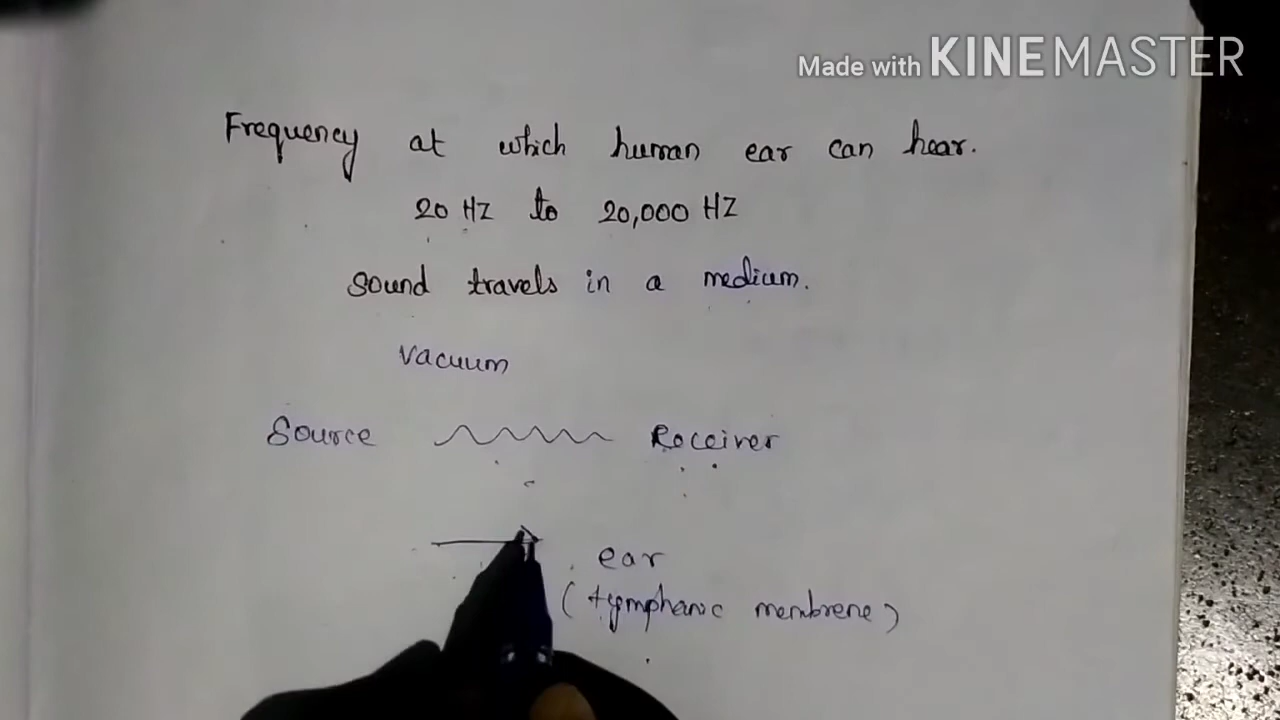 Made with KINEMASTER
Frequency at which human ear can hear.
20 HZ to 20,000 HZ
Sound travels in a medium.
Vacuum
Source Receiver
ear
(tymphanic membrene)